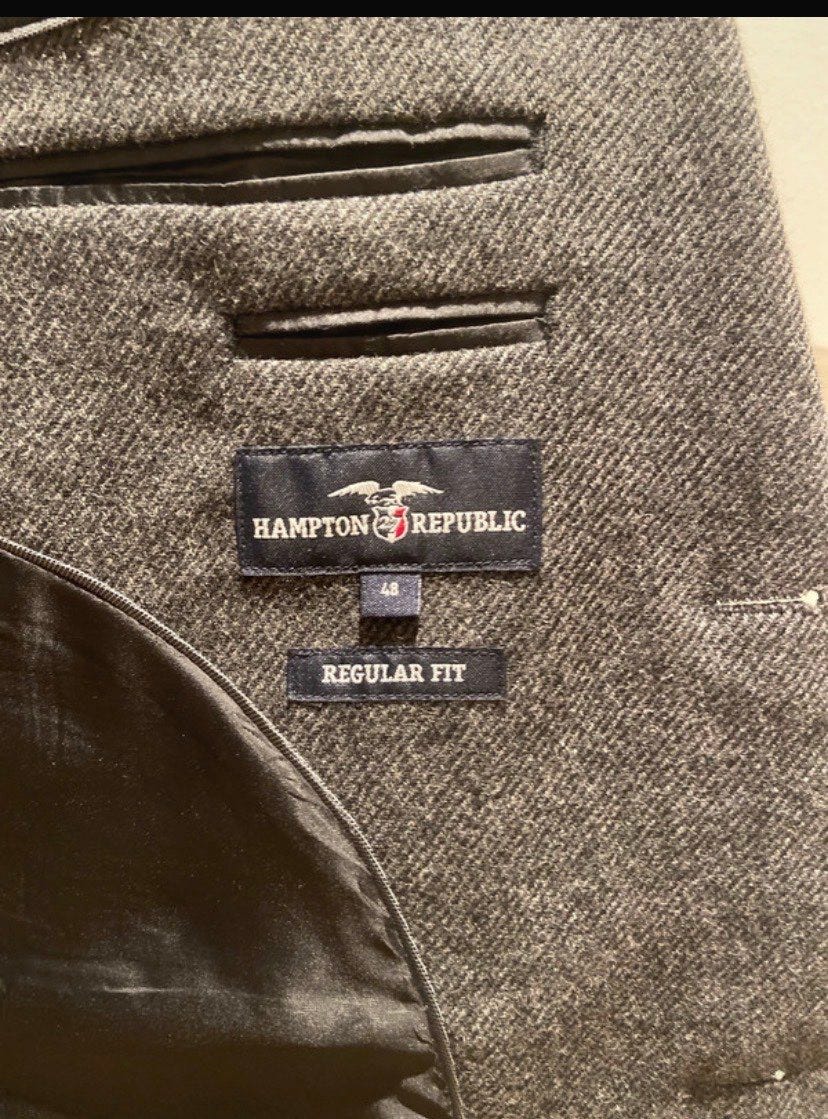 HAMPTON REPUBLIC
48
REGULAR FIT